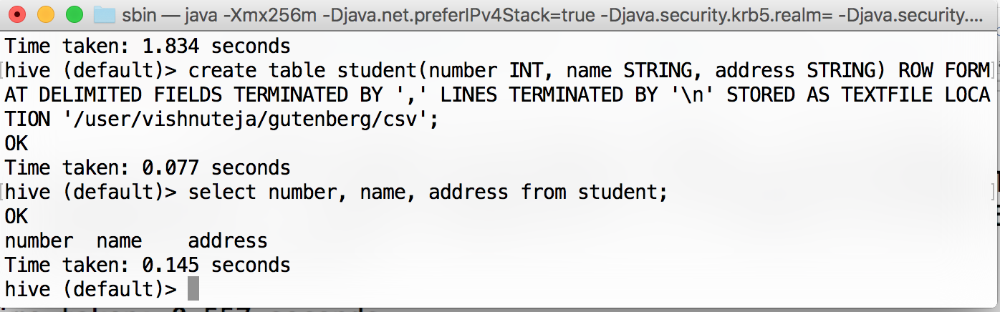 sbin — java -Xmx256m -Djava.net.preferIPv4Stack=true -Djava.security.krb5.realm= -Djava.security....
Time taken: 1.834 seconds
[hive (default)> create table student(number INT, name STRING, address STRING) ROW FORM]
AT DELIMITED FIELDS TERMINATED BY ',' LINES TERMINATED BY '\n' STORED AS TEXTFILE LOCA
TION '/user/vishnuteja/gutenberg/csv';
OK
Time taken: 0.077 seconds
[hive (default)> select number, name, address from student; ]
OK
number  name    address
Time taken: 0.145 seconds
hive (default)>